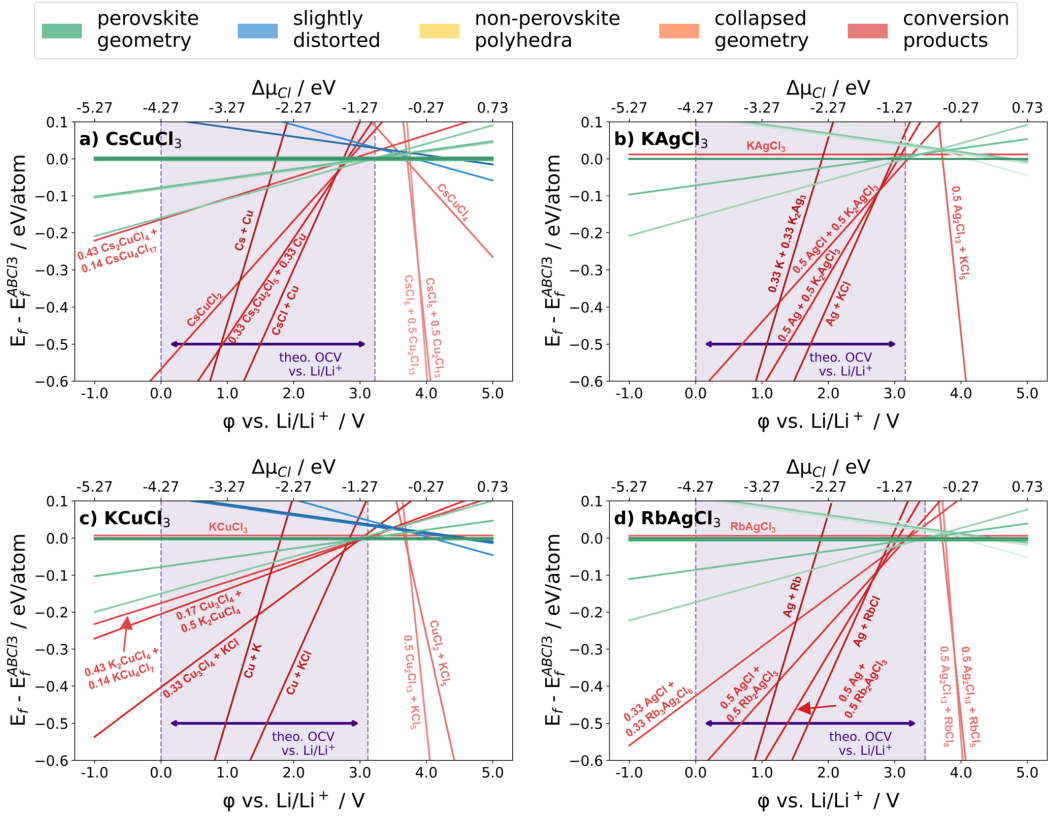 perovskite
geometry
slightly
distorted
non-perovskite
polyhedra
collapsed
geometry
conversion
products
Δμ_Cl / eV
-5.27 -4.27 -3.27 -2.27 -1.27 -0.27 0.73
a) CsCuCl₃
E_f - E_f^ABCl3 / eV/atom
0.1
0.0
−0.1
−0.2
−0.3
−0.4
−0.5
−0.6
0.43 Cs₂CuCl₄ +
0.14 CsCu₄Cl₁₇
Cs + Cu
CsCuCl₂
0.33 Cs₃Cu₂Cl₅ + 0.33 Cu
CsCl + Cu
CsCuCl₄
CsCl₈ + 0.5 Cu₂Cl₁₃
CsCl₅ + 0.5 Cu₂Cl₁₃
theo. OCV
vs. Li/Li⁺
-1.0 0.0 1.0 2.0 3.0 4.0 5.0
φ vs. Li/Li⁺ / V
Δμ_Cl / eV
-5.27 -4.27 -3.27 -2.27 -1.27 -0.27 0.73
b) KAgCl₃
E_f - E_f^ABCl3 / eV/atom
0.1
0.0
−0.1
−0.2
−0.3
−0.4
−0.5
−0.6
KAgCl₃
0.33 K + 0.33 K₂Ag₃
0.5 AgCl + 0.5 K₂AgCl₃
0.5 Ag + 0.5 K₂AgCl₃
Ag + KCl
0.5 Ag₂Cl₁₃ + KCl₅
theo. OCV
vs. Li/Li⁺
-1.0 0.0 1.0 2.0 3.0 4.0 5.0
φ vs. Li/Li⁺ / V
Δμ_Cl / eV
-5.27 -4.27 -3.27 -2.27 -1.27 -0.27 0.73
c) KCuCl₃
E_f - E_f^ABCl3 / eV/atom
0.1
0.0
−0.1
−0.2
−0.3
−0.4
−0.5
−0.6
KCuCl₃
0.17 Cu₃Cl₄ +
0.5 K₂CuCl₄
0.43 K₂CuCl₄ +
0.14 KCu₄Cl₇
0.33 Cu₃Cl₄ + KCl
Cu + K
Cu + KCl
0.5 Cu₂Cl₁₃ + KCl₅
CuCl₂ + KCl₅
theo. OCV
vs. Li/Li⁺
-1.0 0.0 1.0 2.0 3.0 4.0 5.0
φ vs. Li/Li⁺ / V
Δμ_Cl / eV
-5.27 -4.27 -3.27 -2.27 -1.27 -0.27 0.73
d) RbAgCl₃
E_f - E_f^ABCl3 / eV/atom
0.1
0.0
−0.1
−0.2
−0.3
−0.4
−0.5
−0.6
RbAgCl₃
0.33 AgCl +
0.33 Rb₃Ag₂Cl₆
0.5 AgCl +
0.5 Rb₂AgCl₃
Ag + Rb
0.5 Ag +
0.5 Rb₂AgCl₃
Ag + RbCl
0.5 Ag₂Cl₁₃ + RbCl₈
0.5 Ag₂Cl₁₃ + RbCl₅
theo. OCV
vs. Li/Li⁺
-1.0 0.0 1.0 2.0 3.0 4.0 5.0
φ vs. Li/Li⁺ / V